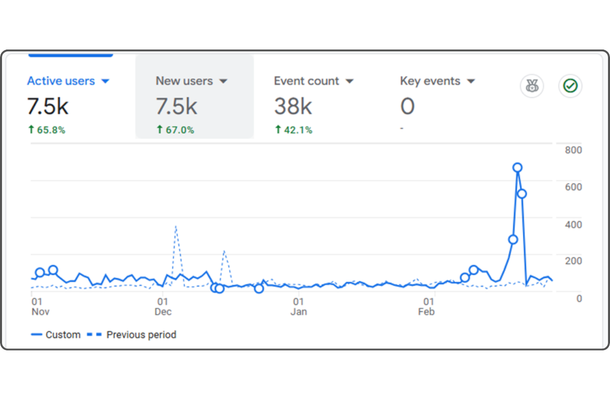 Active users New users Event count Key events
7.5k 7.5k 38k 0
↑ 65.8% ↑ 67.0% ↑ 42.1% -
800
600
400
200
0
01 01 01 01
Nov Dec Jan Feb
Custom Previous period